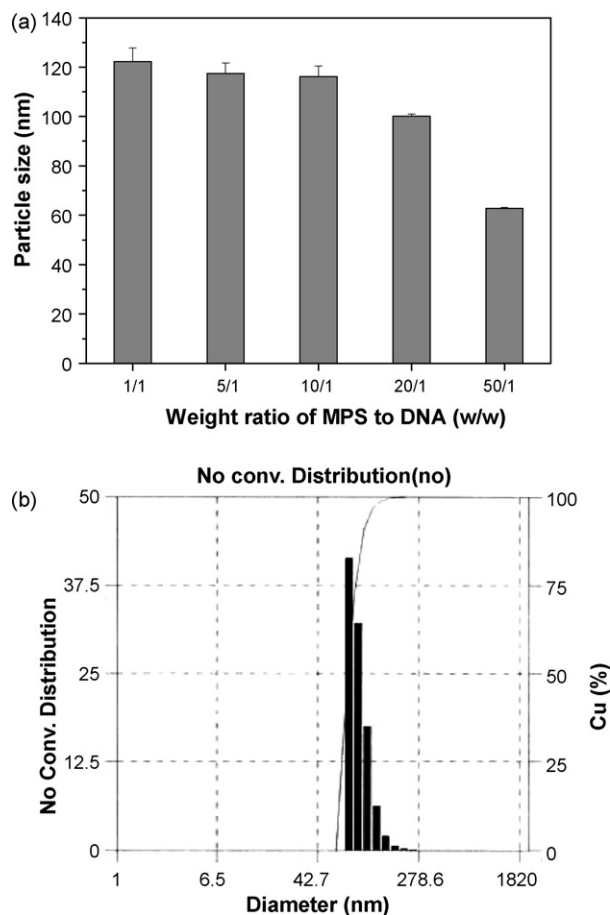 (a)
140
120
100
80
60
40
20
0
Particle size (nm)
1/1 5/1 10/1 20/1 50/1
Weight ratio of MPS to DNA (w/w)
No conv. Distribution(no)
(b)
50
37.5
25
12.5
0
No Conv. Distribution
100
75
50
25
0
Cu (%)
1 6.5 42.7 278.6 1820
Diameter (nm)